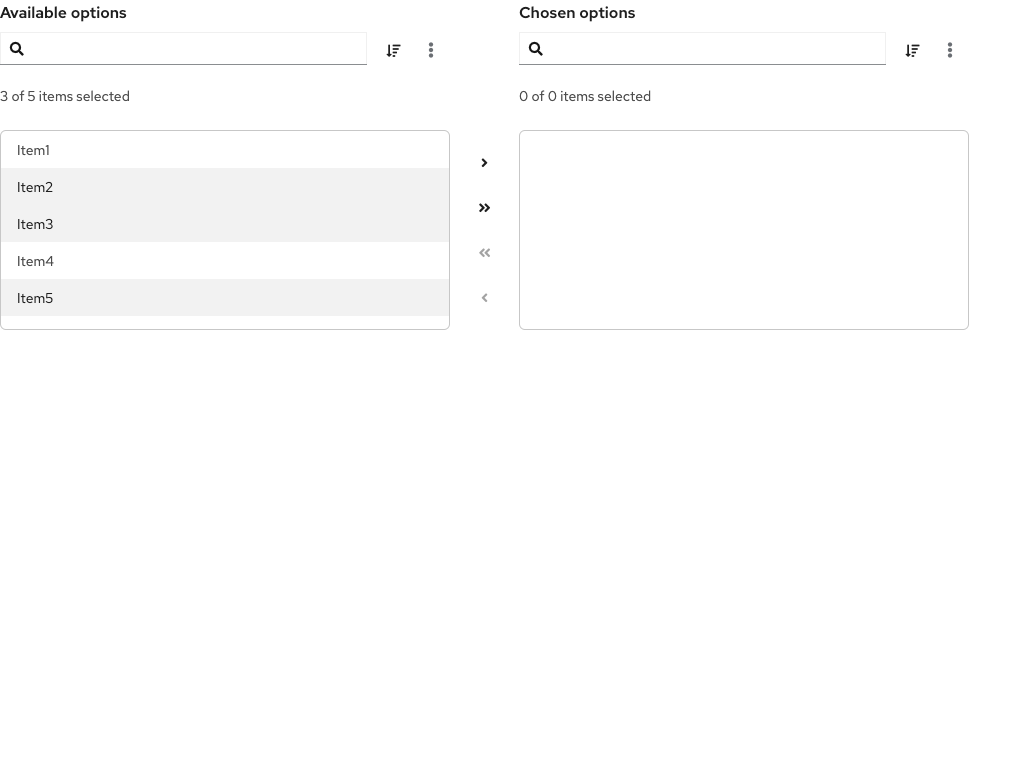 Available options
3 of 5 items selected
Item1
Item2
Item3
Item4
Item5
Chosen options
0 of 0 items selected